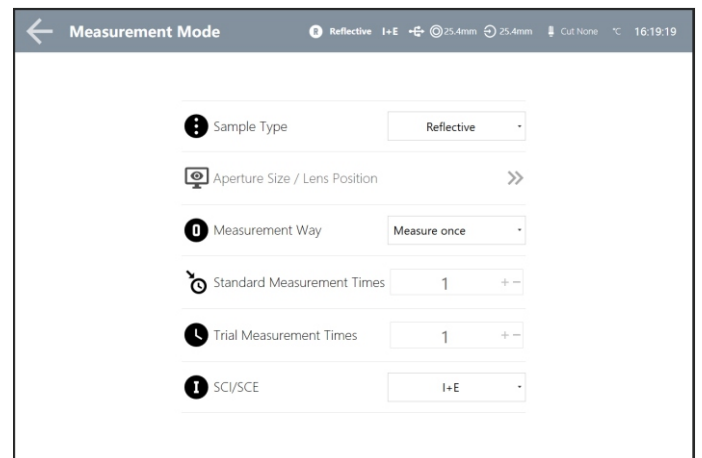 Measurement Mode R Reflective I+E 25.4mm 25.4mm Cut None °C 16:19:19
Sample Type Reflective
Aperture Size / Lens Position
Measurement Way Measure once
Standard Measurement Times 1 + −
Trial Measurement Times 1 + −
SCI/SCE I+E